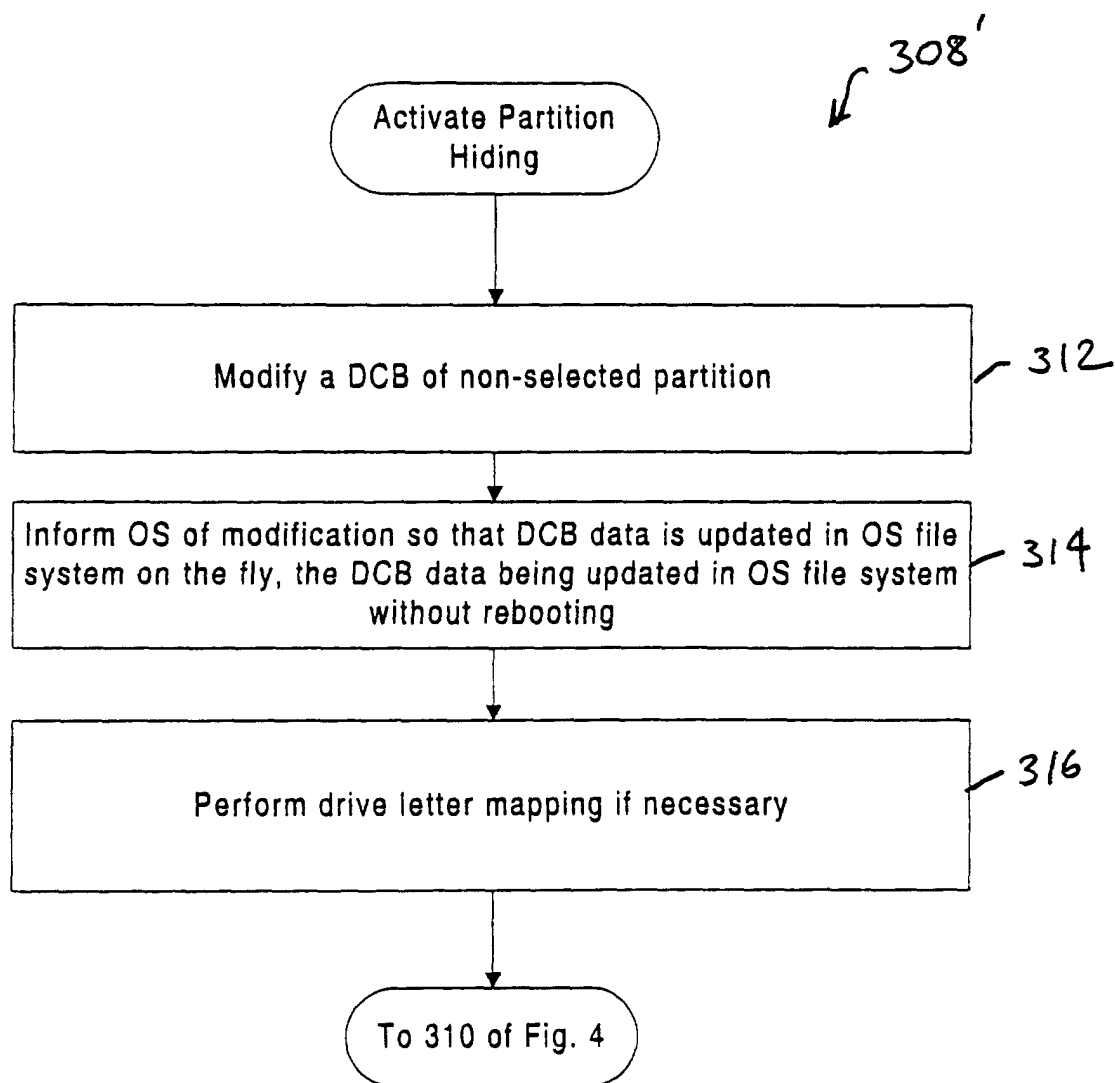 308'
Activate Partition
Hiding
Modify a DCB of non-selected partition
312
Inform OS of modification so that DCB data is updated in OS file
system on the fly, the DCB data being updated in OS file system
without rebooting
314
Perform drive letter mapping if necessary
316
To 310 of Fig. 4